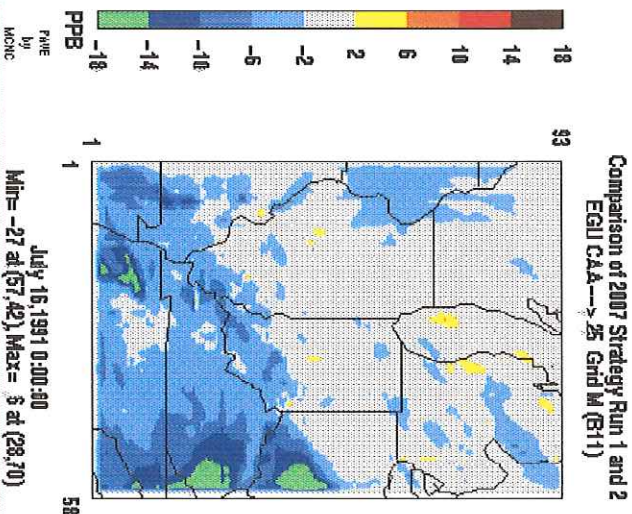 Comparison of 2007 Strategy Run 1 and 2
EGU CAA---> 25 Grid M (B11)
18
14
10
6
2
-2
-6
-10
-14
-18
PPB
93
1
1
58
PAVE
by
MCNC
July 16,1991 0:00:00
Min= -27 at (57,42), Max= 9 at (28,70)